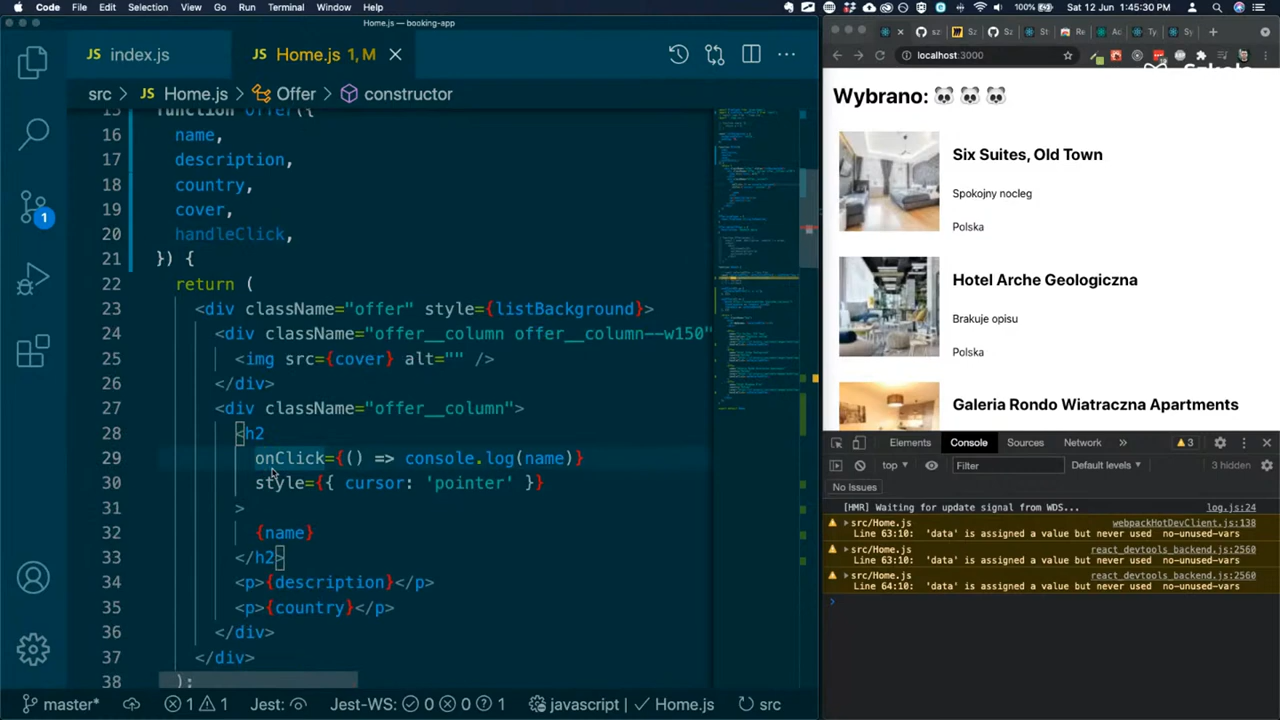 Code File Edit Selection View Go Run Terminal Window Help
100% Sat 12 Jun 1:45:30 PM
Home.js — booking-app
JS index.js
JS Home.js 1, M
src > JS Home.js > Offer > constructor
15 function Offer({
16 name,
17 description,
18 country,
19 cover,
20 handleClick,
21 }) {
22 return (
23 <div className="offer" style={listBackground}>
24 <div className="offer__column offer__column--w150"
25 <img src={cover} alt="" />
26 </div>
27 <div className="offer__column">
28 <h2
29 onClick={() => console.log(name)}
30 style={{ cursor: 'pointer' }}
31 >
32 {name}
33 </h2>
34 <p>{description}</p>
35 <p>{country}</p>
36 </div>
37 </div>
38 );
1
master* 1 1 Jest: Jest-WS: 0 0 1 javascript Home.js src
localhost:3000
Wybrano: 🐼 🐼 🐼
Six Suites, Old Town
Spokojny nocleg
Polska
Hotel Arche Geologiczna
Brakuje opisu
Polska
Galeria Rondo Wiatraczna Apartments
Elements Console Sources Network » 3
top Filter Default levels 3 hidden
No Issues
[HMR] Waiting for update signal from WDS... log.js:24
src/Home.js webpackHotDevClient.js:138
Line 63:10: 'data' is assigned a value but never used no-unused-vars
src/Home.js react_devtools_backend.js:2560
Line 63:10: 'data' is assigned a value but never used no-unused-vars
src/Home.js react_devtools_backend.js:2560
Line 64:10: 'data' is assigned a value but never used no-unused-vars